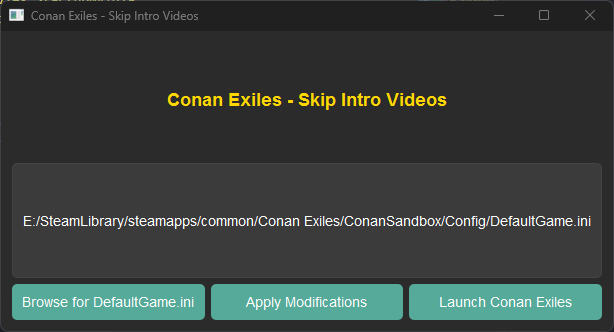 Conan Exiles - Skip Intro Videos
Conan Exiles - Skip Intro Videos
E:/SteamLibrary/steamapps/common/Conan Exiles/ConanSandbox/Config/DefaultGame.ini
Browse for DefaultGame.ini
Apply Modifications
Launch Conan Exiles